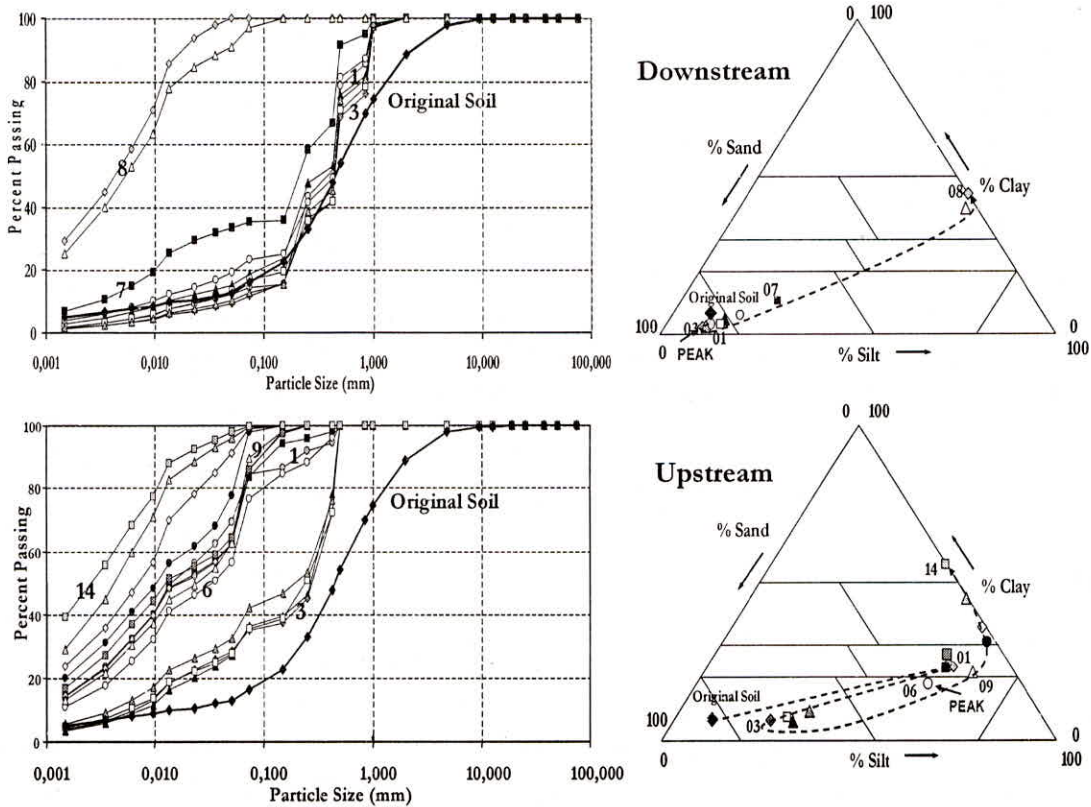 100
80
60
40
20
0
Percent Passing
8
7
1
3
Original Soil
0,001 0,010 0,100 1,000 10,000 100,000
Particle Size (mm)
Downstream
0 100
% Sand
% Clay
08
07
Original Soil
03
01
PEAK
100
0
% Silt
0
100
100
80
60
40
20
0
Percent Passing
14
9
1
6
3
Original Soil
0,001 0,010 0,100 1,000 10,000 100,000
Particle Size (mm)
Upstream
0 100
% Sand
% Clay
14
01
09
06
PEAK
Original Soil
03
100
0
% Silt
0
100